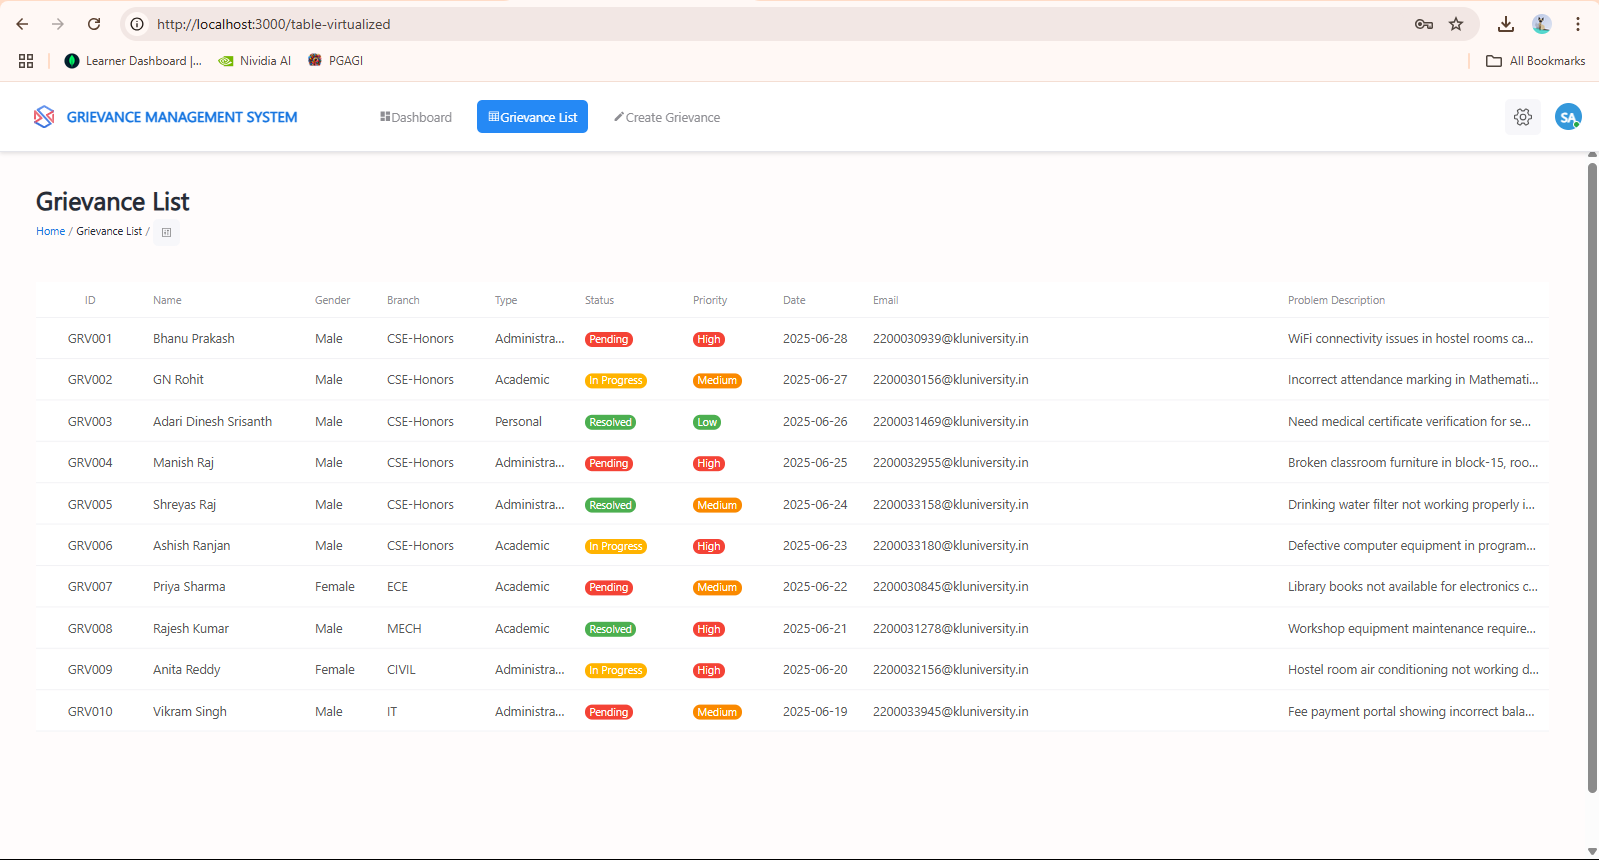 http://localhost:3000/table-virtualized
Learner Dashboard |... Nividia AI PGAGI All Bookmarks
GRIEVANCE MANAGEMENT SYSTEM Dashboard Grievance List Create Grievance SA
Grievance List
Home / Grievance List /
ID Name Gender Branch Type Status Priority Date Email Problem Description
GRV001 Bhanu Prakash Male CSE-Honors Administra... Pending High 2025-06-28 2200030939@kluniversity.in WiFi connectivity issues in hostel rooms ca...
GRV002 GN Rohit Male CSE-Honors Academic In Progress Medium 2025-06-27 2200030156@kluniversity.in Incorrect attendance marking in Mathemati...
GRV003 Adari Dinesh Srisanth Male CSE-Honors Personal Resolved Low 2025-06-26 2200031469@kluniversity.in Need medical certificate verification for se...
GRV004 Manish Raj Male CSE-Honors Administra... Pending High 2025-06-25 2200032955@kluniversity.in Broken classroom furniture in block-15, roo...
GRV005 Shreyas Raj Male CSE-Honors Administra... Resolved Medium 2025-06-24 2200033158@kluniversity.in Drinking water filter not working properly i...
GRV006 Ashish Ranjan Male CSE-Honors Academic In Progress High 2025-06-23 2200033180@kluniversity.in Defective computer equipment in program...
GRV007 Priya Sharma Female ECE Academic Pending Medium 2025-06-22 2200030845@kluniversity.in Library books not available for electronics c...
GRV008 Rajesh Kumar Male MECH Academic Resolved High 2025-06-21 2200031278@kluniversity.in Workshop equipment maintenance require...
GRV009 Anita Reddy Female CIVIL Administra... In Progress High 2025-06-20 2200032156@kluniversity.in Hostel room air conditioning not working d...
GRV010 Vikram Singh Male IT Administra... Pending Medium 2025-06-19 2200033945@kluniversity.in Fee payment portal showing incorrect bala...